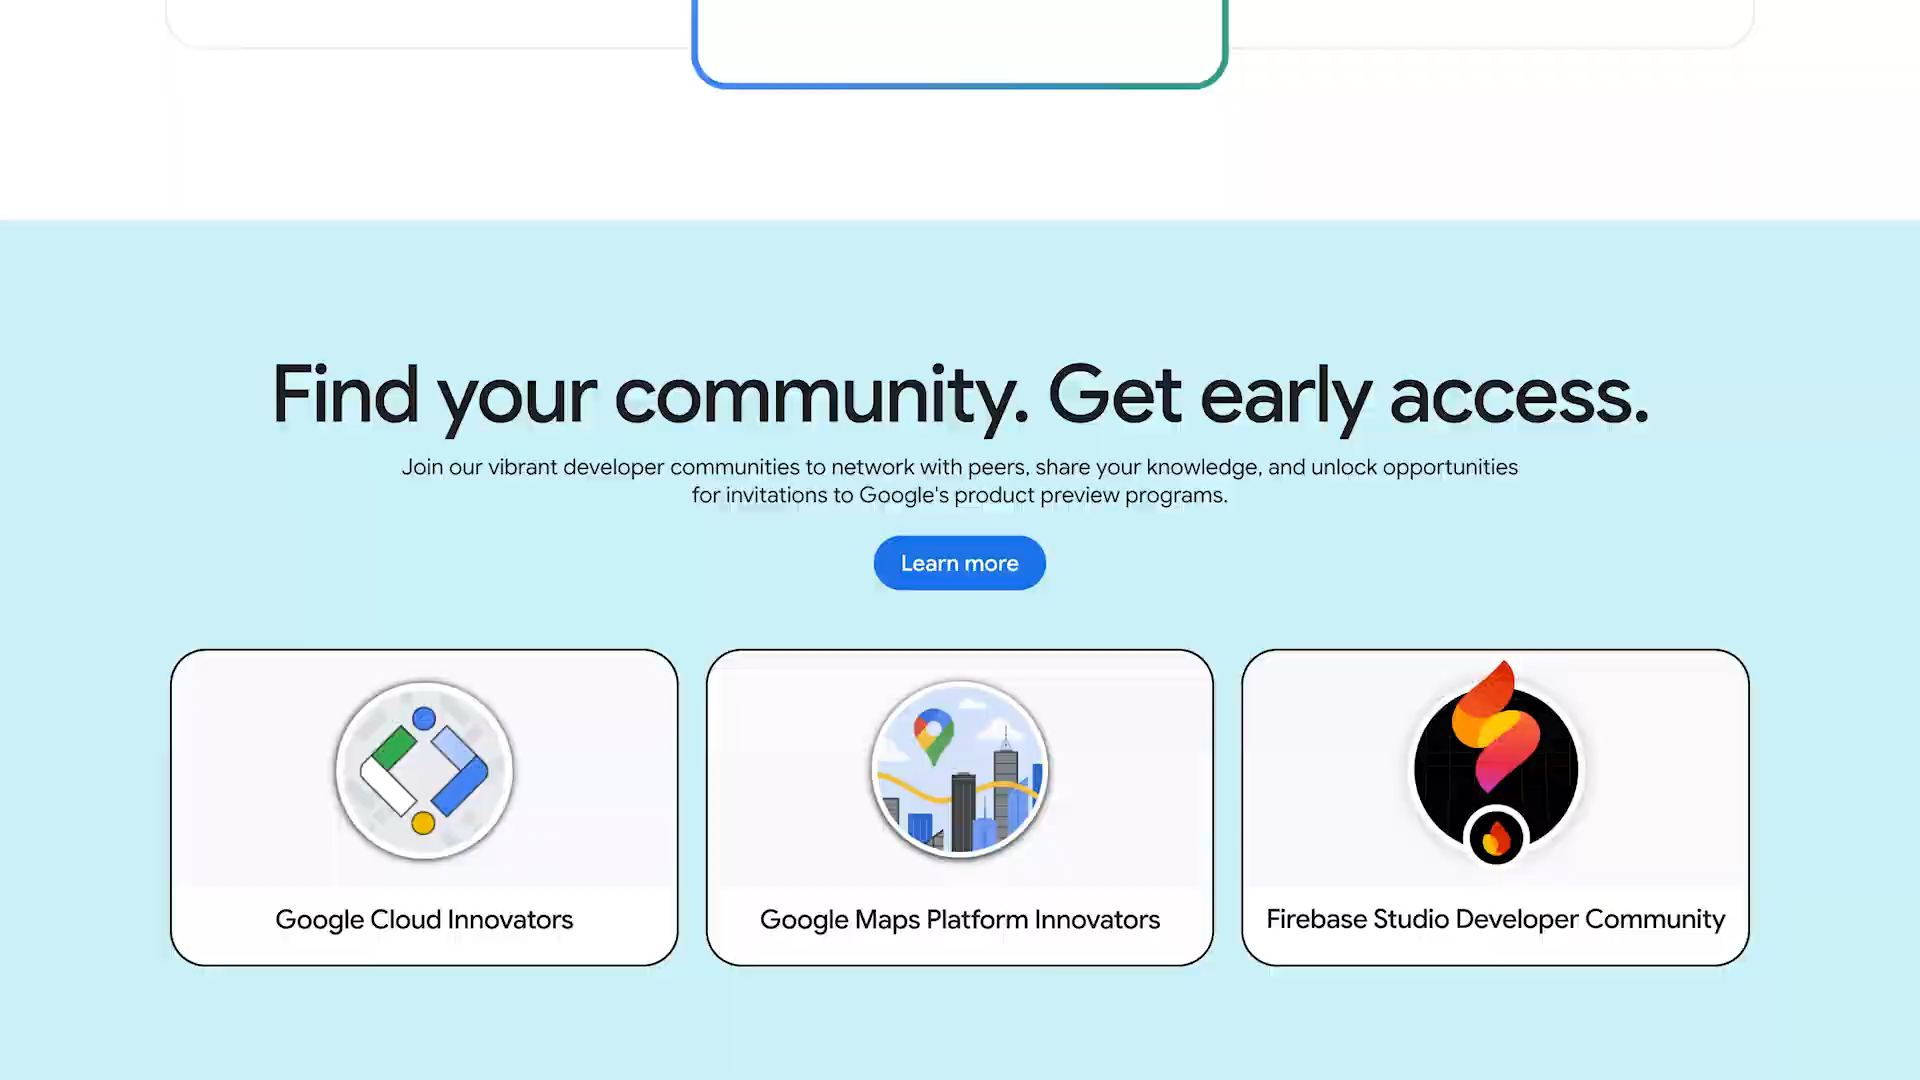 Find your community. Get early access.
Join our vibrant developer communities to network with peers, share your knowledge, and unlock opportunities
for invitations to Google's product preview programs.
Learn more
Google Cloud Innovators
Google Maps Platform Innovators
Firebase Studio Developer Community